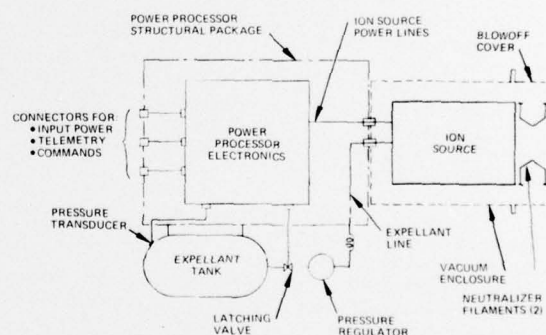 POWER PROCESSOR
STRUCTURAL PACKAGE
ION SOURCE
POWER LINES
BLOWOFF
COVER
CONNECTORS FOR
• INPUT POWER
• TELEMETRY
• COMMANDS
POWER
PROCESSOR
ELECTRONICS
ION
SOURCE
PRESSURE
TRANSDUCER
EXPELLANT
TANK
EXPELLANT
LINE
VACUUM
ENCLOSURE
LATCHING
VALVE
PRESSURE
REGULATOR
NEUTRALIZER
FILAMENTS (2)